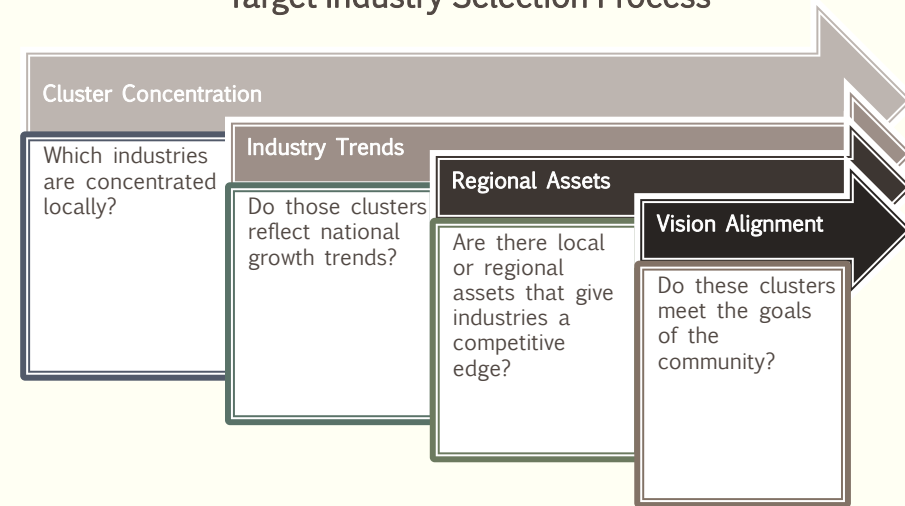 Target Industry Selection Process
Cluster Concentration
Which industries
are concentrated
locally?
Industry Trends
Do those clusters
reflect national
growth trends?
Regional Assets
Are there local
or regional
assets that give
industries a
competitive
edge?
Vision Alignment
Do these clusters
meet the goals
of the
community?